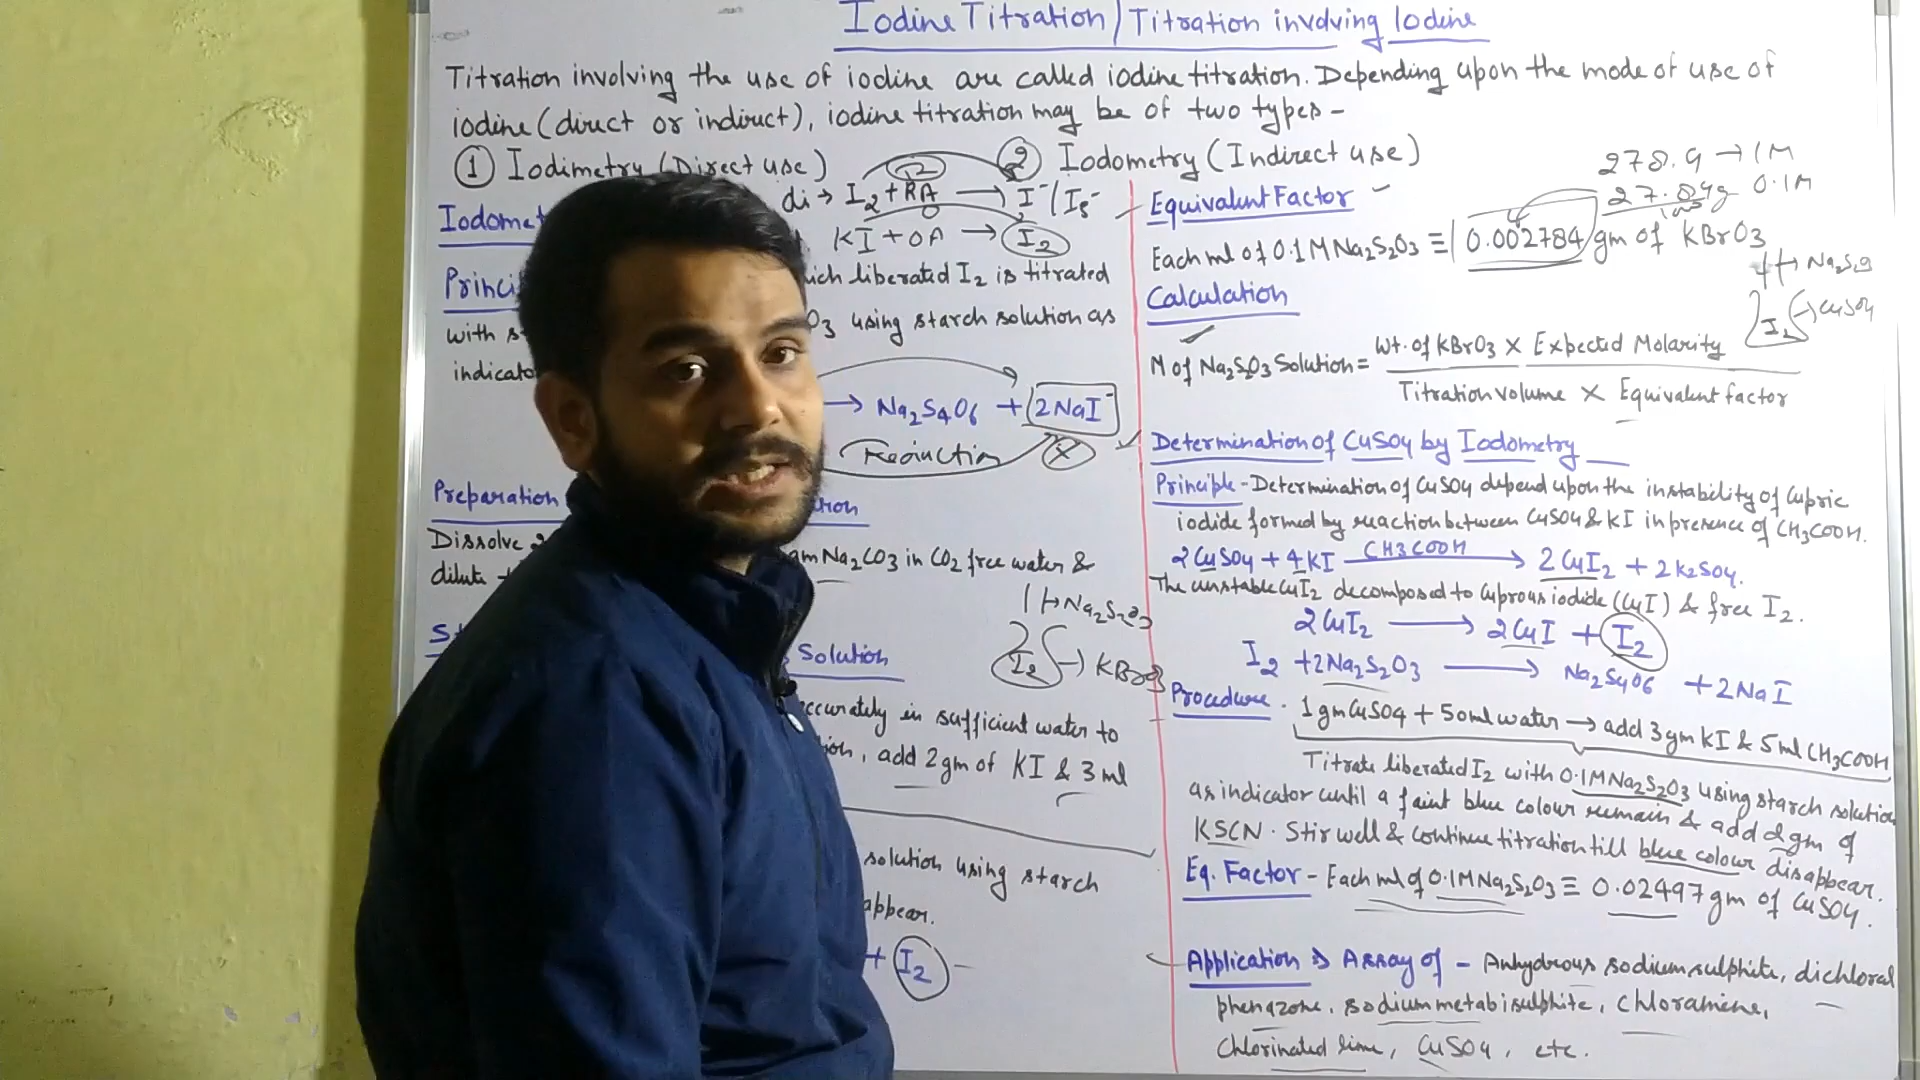 Iodine Titration / Titration involving Iodine
Titration involving the use of iodine are called iodine titration. Depending upon the mode of use of
iodine (direct or indirect), iodine titration may be of two types -
① Iodimetry (Direct use) ② Iodometry (Indirect use)
di → I2 + RA → I⁻/I3⁻
KI + OA → I2
Iodomet
Princi
ich liberated I2 is titrated
with s
O3 using starch solution as
indicato
→ Na2S4O6 + 2NaI
Reduction
Preparation
tion
Dissolve 2
am Na2CO3 in CO2 free water &
dilute
Na2S2O3
I2 → KBrO3
St
Solution
ccurately in sufficient water to
ion, add 2gm of KI & 3 ml
solution using starch
appear.
+ I2
Equivalent Factor
278.4 → 1M
27.84g 0.1M
Each ml of 0.1M Na2S2O3 ≡ 0.002784 gm of KBrO3
Calculation
I2 → CuSO4
M of Na2S2O3 Solution = Wt. of KBrO3 X Expected Molarity
Titration volume X Equivalent factor
Determination of CuSO4 by Iodometry
Principle - Determination of CuSO4 depend upon the instability of Cupric
iodide formed by reaction between CuSO4 & KI in presence of CH3COOH.
2CuSO4 + 4KI CH3COOH → 2CuI2 + 2K2SO4.
The unstable CuI2 decomposed to Cuprous iodide (CuI) & free I2.
2CuI2 → 2CuI + I2
I2 + 2Na2S2O3 → Na2S4O6 + 2NaI
Procedure. 1gm CuSO4 + 50ml water → add 3gm KI & 5 ml CH3COOH
Titrate liberated I2 with 0.1M Na2S2O3 using starch solution
as indicator until a faint blue colour remain & add 2gm of
KSCN. Stir well & continue titration till blue colour disappear.
Eq. Factor - Each ml of 0.1M Na2S2O3 ≡ 0.02497 gm of CuSO4.
Application → Assay of - Anhydrous sodium sulphite, dichloral
phenazone, sodium metabisulphite, Chloramine,
Chlorinated lime, CuSO4, etc.